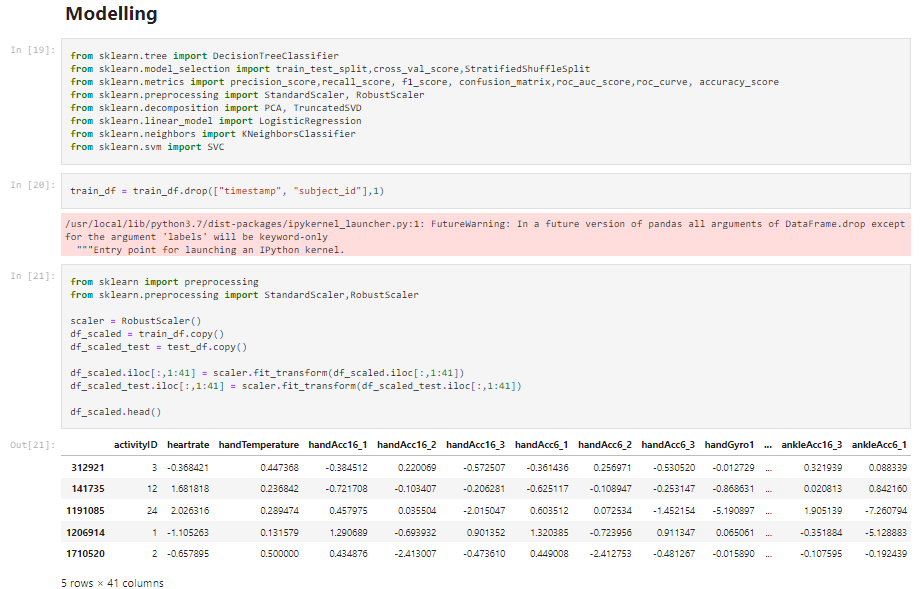 Modelling
In [19]:
from sklearn.tree import DecisionTreeClassifier
from sklearn.model_selection import train_test_split,cross_val_score,StratifiedShuffleSplit
from sklearn.metrics import precision_score,recall_score, f1_score, confusion_matrix,roc_auc_score,roc_curve, accuracy_score
from sklearn.preprocessing import StandardScaler, RobustScaler
from sklearn.decomposition import PCA, TruncatedSVD
from sklearn.linear_model import LogisticRegression
from sklearn.neighbors import KNeighborsClassifier
from sklearn.svm import SVC
In [20]:
train_df = train_df.drop(["timestamp", "subject_id"],1)
/usr/local/lib/python3.7/dist-packages/ipykernel_launcher.py:1: FutureWarning: In a future version of pandas all arguments of DataFrame.drop except
for the argument 'labels' will be keyword-only
"""Entry point for launching an IPython kernel.
In [21]:
from sklearn import preprocessing
from sklearn.preprocessing import StandardScaler,RobustScaler
scaler = RobustScaler()
df_scaled = train_df.copy()
df_scaled_test = test_df.copy()
df_scaled.iloc[:,1:41] = scaler.fit_transform(df_scaled.iloc[:,1:41])
df_scaled_test.iloc[:,1:41] = scaler.fit_transform(df_scaled_test.iloc[:,1:41])
df_scaled.head()
Out[21]:
activityID heartrate handTemperature handAcc16_1 handAcc16_2 handAcc16_3 handAcc6_1 handAcc6_2 handAcc6_3 handGyro1 ... ankleAcc16_3 ankleAcc6_1
312921 3 -0.368421 0.447368 -0.384512 0.220069 -0.572507 -0.361436 0.256971 -0.530520 -0.012729 ... 0.321939 0.088339
141735 12 1.681818 0.236842 -0.721708 -0.103407 -0.206281 -0.625117 -0.108947 -0.253147 -0.868631 ... 0.020813 0.842160
1191085 24 2.026316 0.289474 0.457975 0.035504 -2.015047 0.603512 0.072534 -1.452154 -5.190897 ... 1.905139 -7.260794
1206914 1 -1.105263 0.131579 1.290689 -0.693932 0.901352 1.320385 -0.723956 0.911347 0.065061 ... -0.351884 -5.128883
1710520 2 -0.657895 0.500000 0.434876 -2.413007 -0.473610 0.449008 -2.412753 -0.481267 -0.015890 ... -0.107595 -0.192439
5 rows × 41 columns